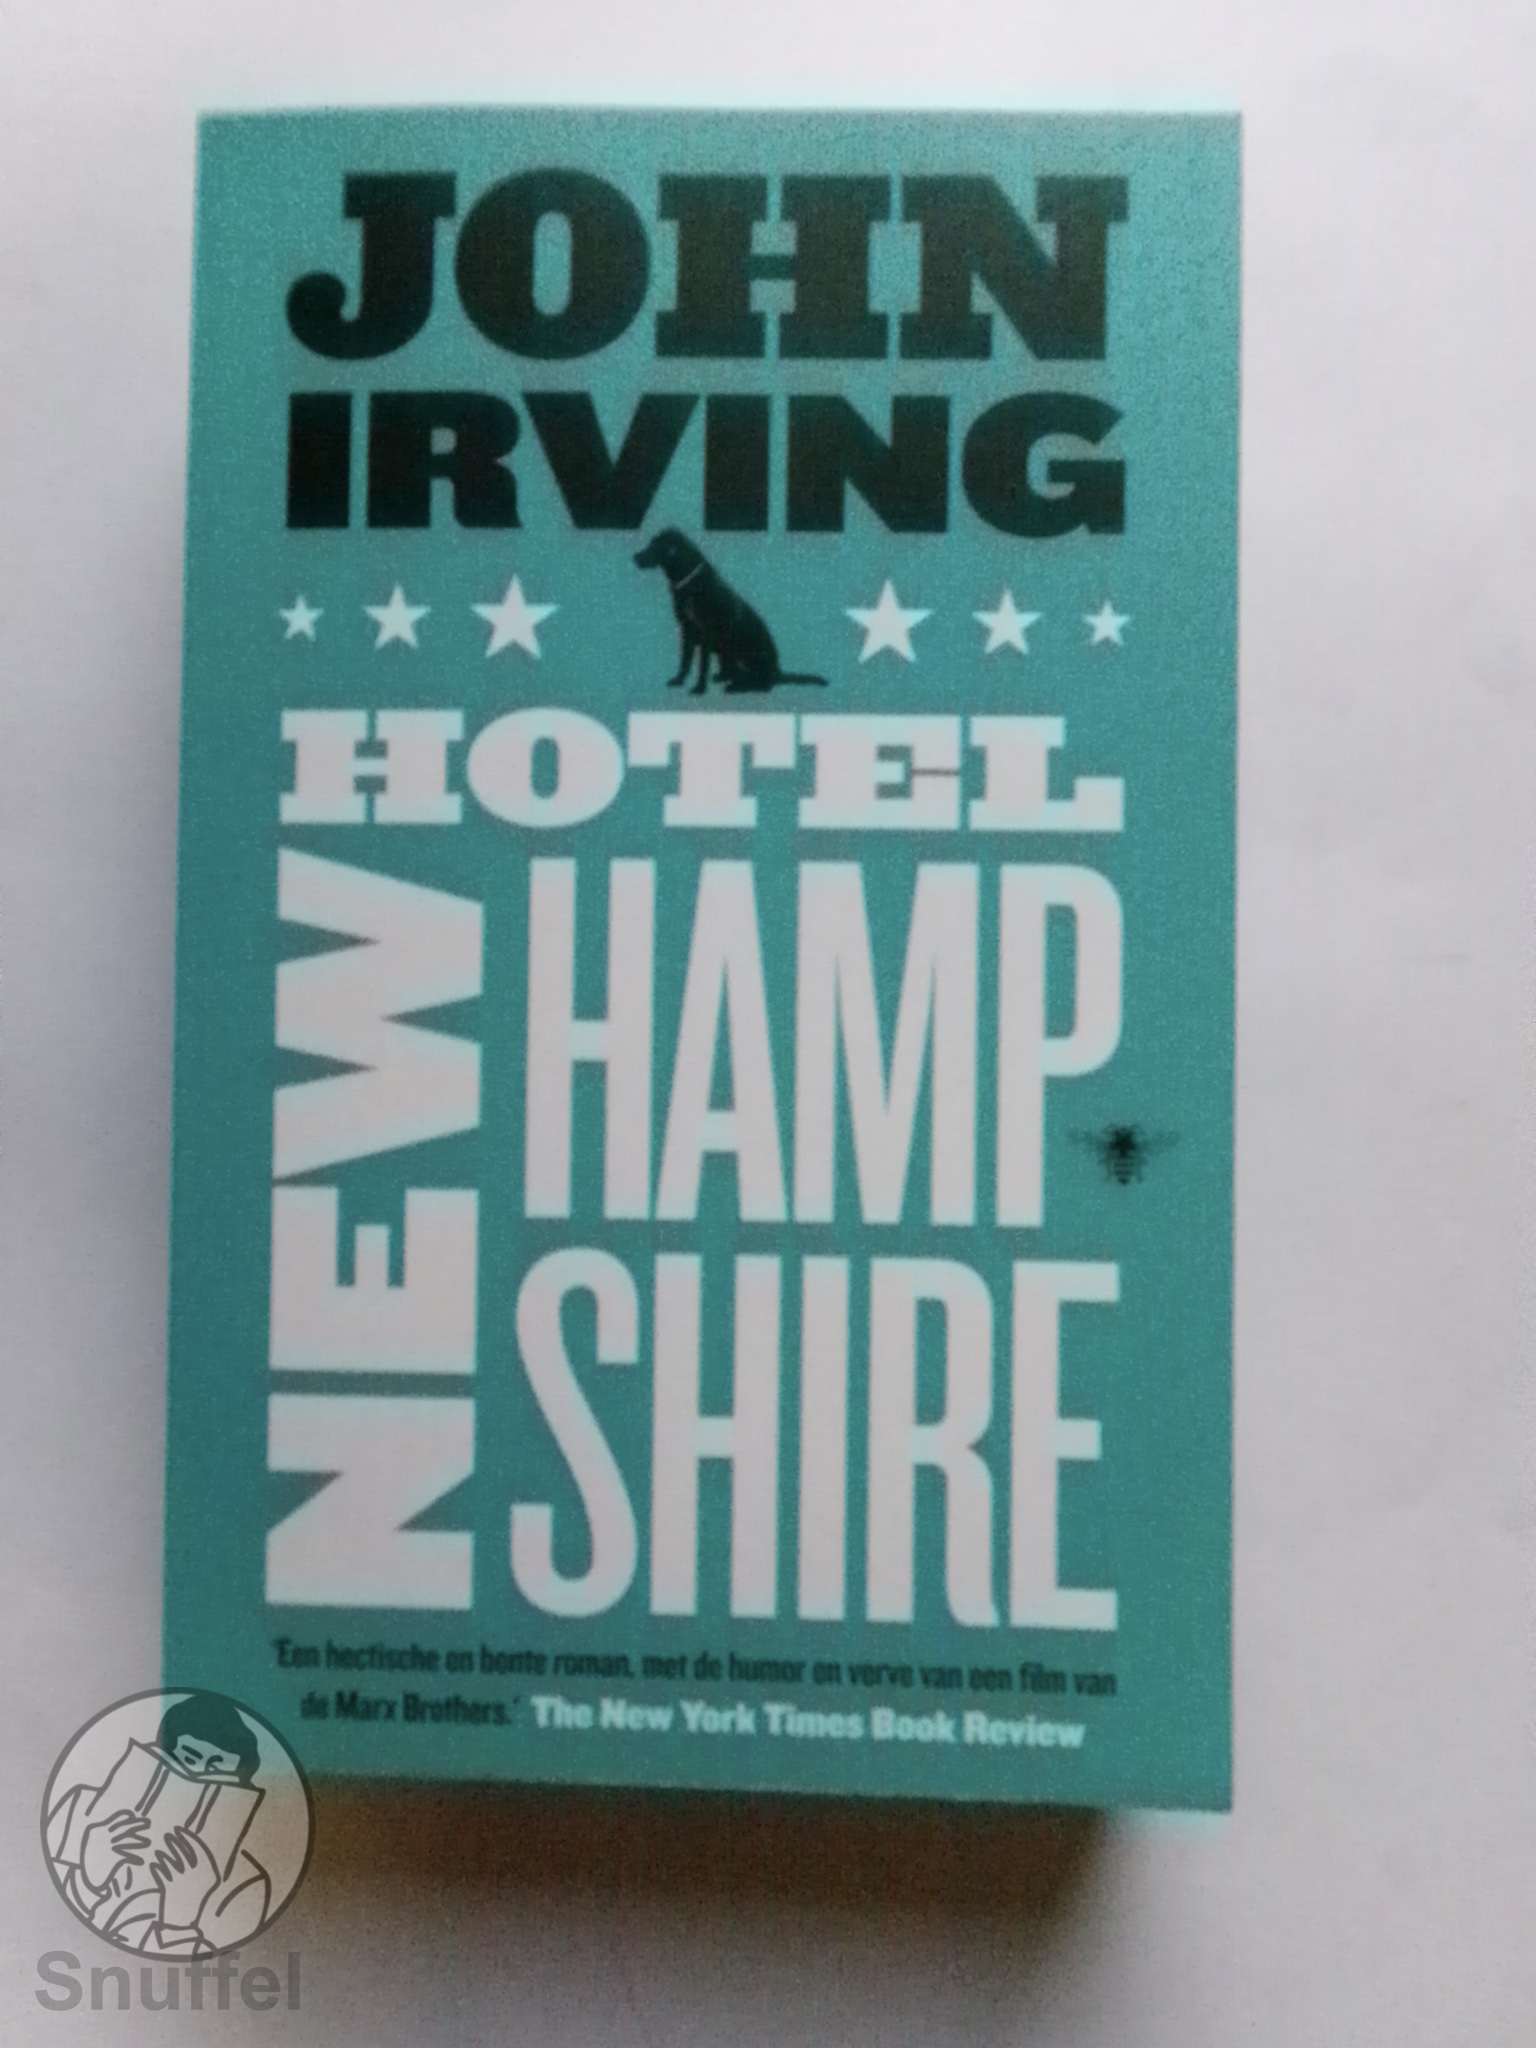 JOHN
IRVING
HOTEL
NEW
HAMP
SHIRE
'Een hectische en bonte roman, met de humor en verve van een film van
de Marx Brothers.' The New York Times Book Review
Snuffel